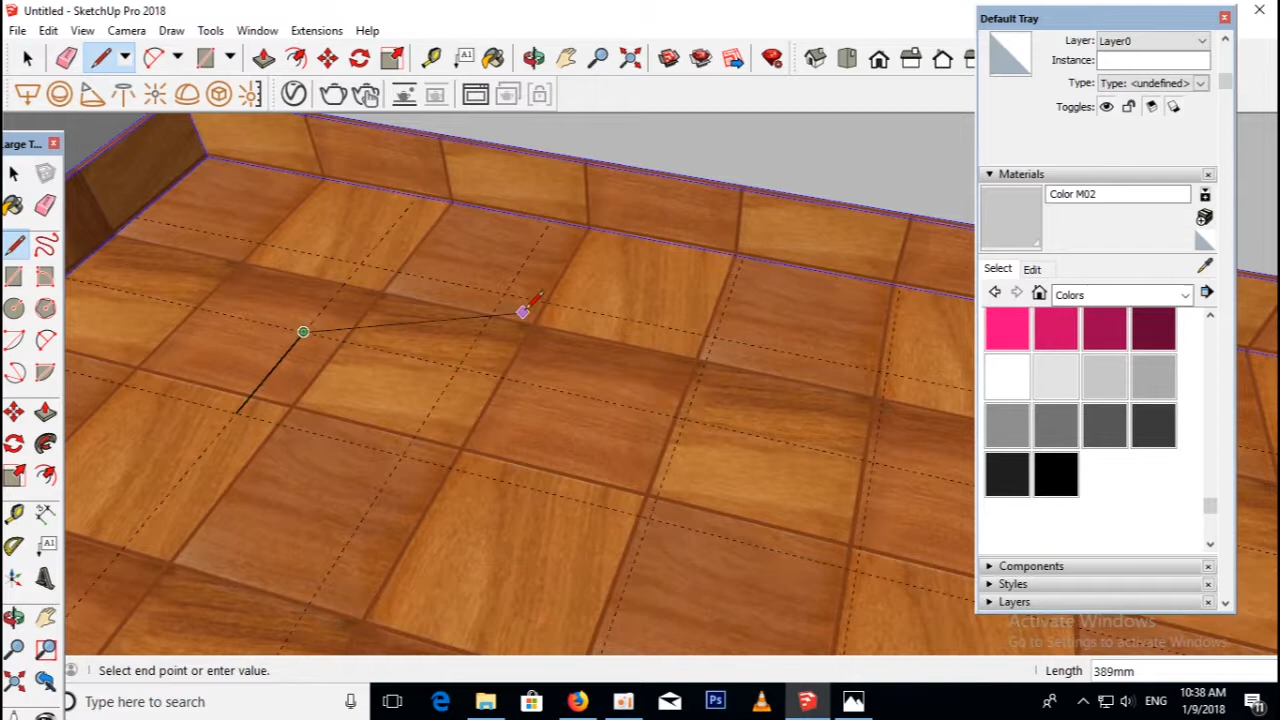 Untitled - SketchUp Pro 2018
File Edit View Camera Draw Tools Window Extensions Help
Default Tray
Layer: Layer0
Instance:
Type: Type: <undefined>
Toggles:
Large T...
Materials
Color M02
Select Edit
Colors
Components
Styles
Layers
Activate Windows
Go to Settings to activate Windows.
Select end point or enter value.
Length 389mm
Type here to search
ENG
10:38 AM
1/9/2018